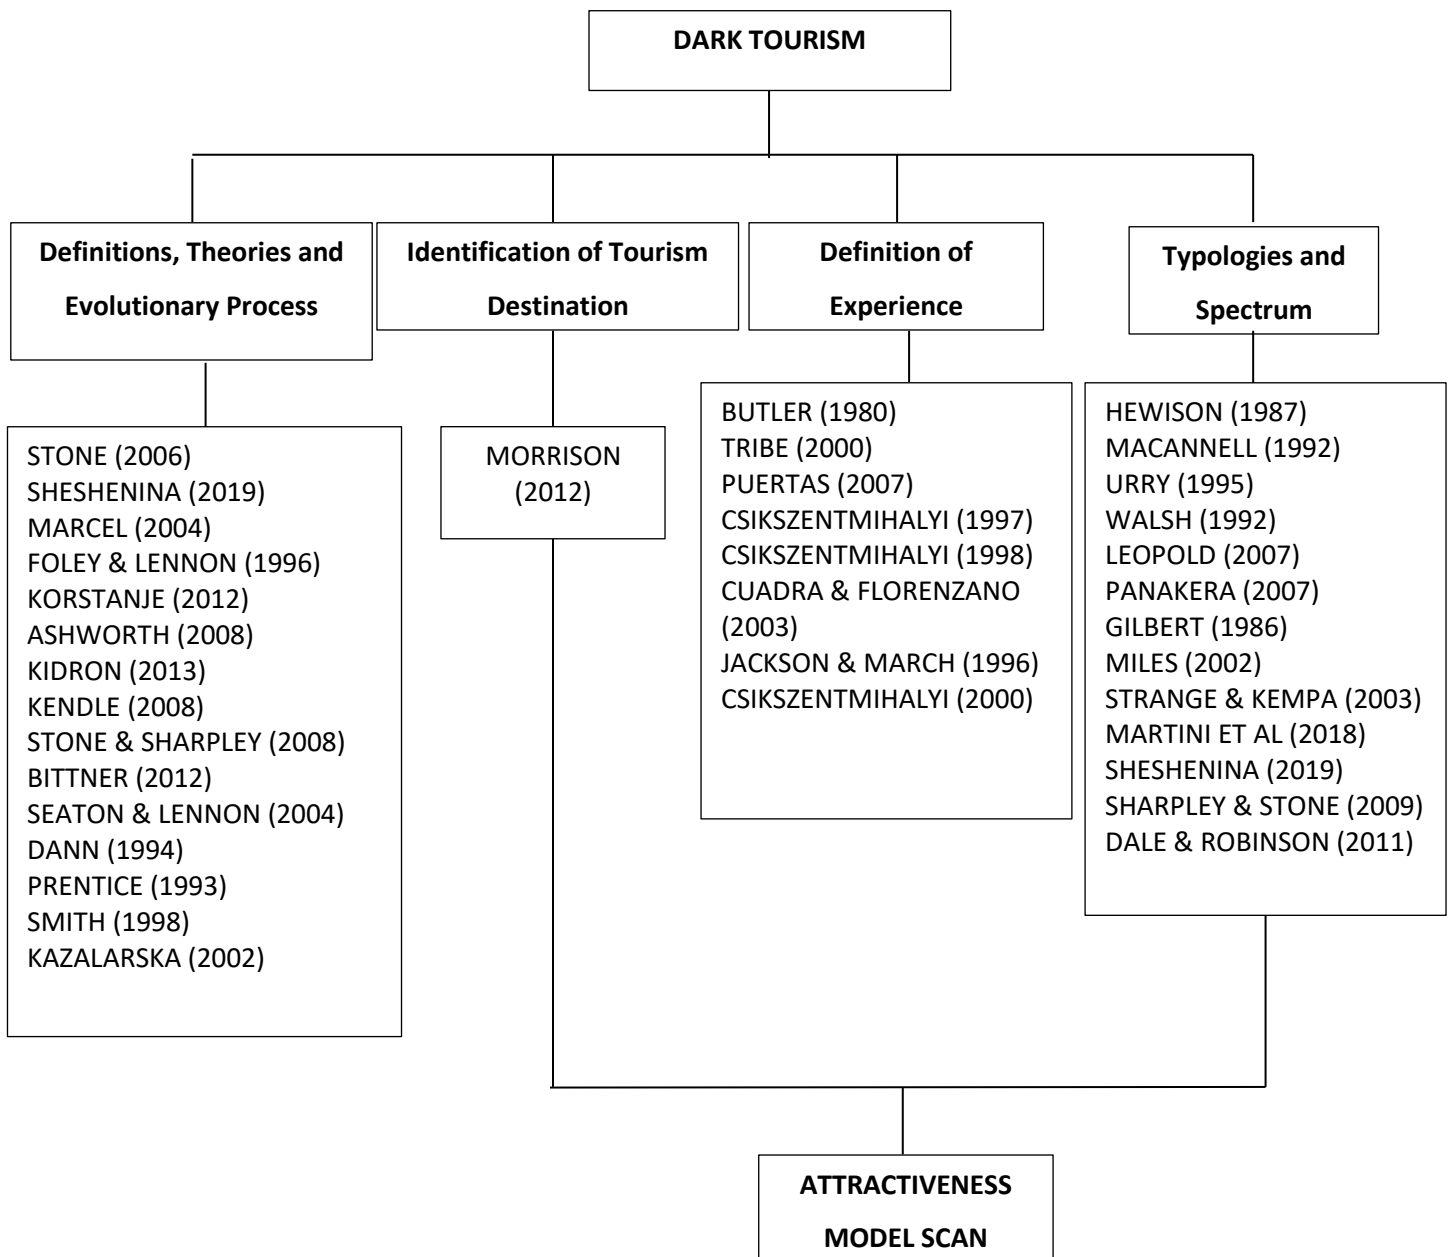 DARK TOURISM
Definitions, Theories and
Evolutionary Process
Identification of Tourism
Destination
Definition of
Experience
Typologies and
Spectrum
STONE (2006)
SHESHENINA (2019)
MARCEL (2004)
FOLEY & LENNON (1996)
KORSTANJE (2012)
ASHWORTH (2008)
KIDRON (2013)
KENDLE (2008)
STONE & SHARPLEY (2008)
BITTNER (2012)
SEATON & LENNON (2004)
DANN (1994)
PRENTICE (1993)
SMITH (1998)
KAZALARSKA (2002)
MORRISON
(2012)
BUTLER (1980)
TRIBE (2000)
PUERTAS (2007)
CSIKSZENTMIHALYI (1997)
CSIKSZENTMIHALYI (1998)
CUADRA & FLORENZANO
(2003)
JACKSON & MARCH (1996)
CSIKSZENTMIHALYI (2000)
HEWISON (1987)
MACANNELL (1992)
URRY (1995)
WALSH (1992)
LEOPOLD (2007)
PANAKERA (2007)
GILBERT (1986)
MILES (2002)
STRANGE & KEMPA (2003)
MARTINI ET AL (2018)
SHESHENINA (2019)
SHARPLEY & STONE (2009)
DALE & ROBINSON (2011)
ATTRACTIVENESS
MODEL SCAN